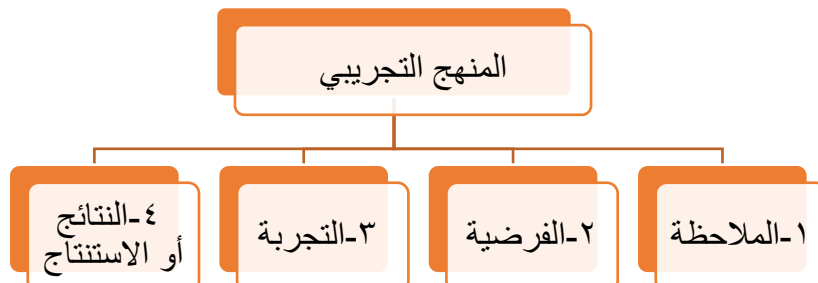 المنهج التجريبي
١-الملاحظة
٢-الفرضية
٣-التجربة
٤-النتائج
أو الاستنتاج